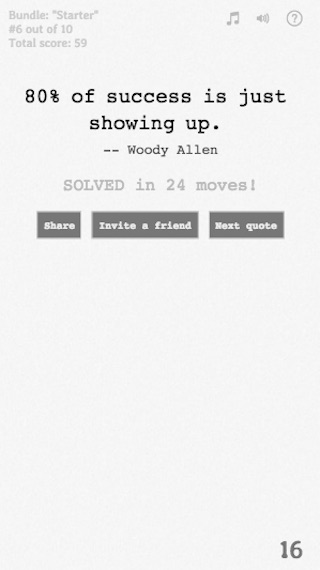 Bundle: "Starter"
#6 out of 10
Total score: 59
80% of success is just
showing up.
-- Woody Allen
SOLVED in 24 moves!
Share
Invite a friend
Next quote
16